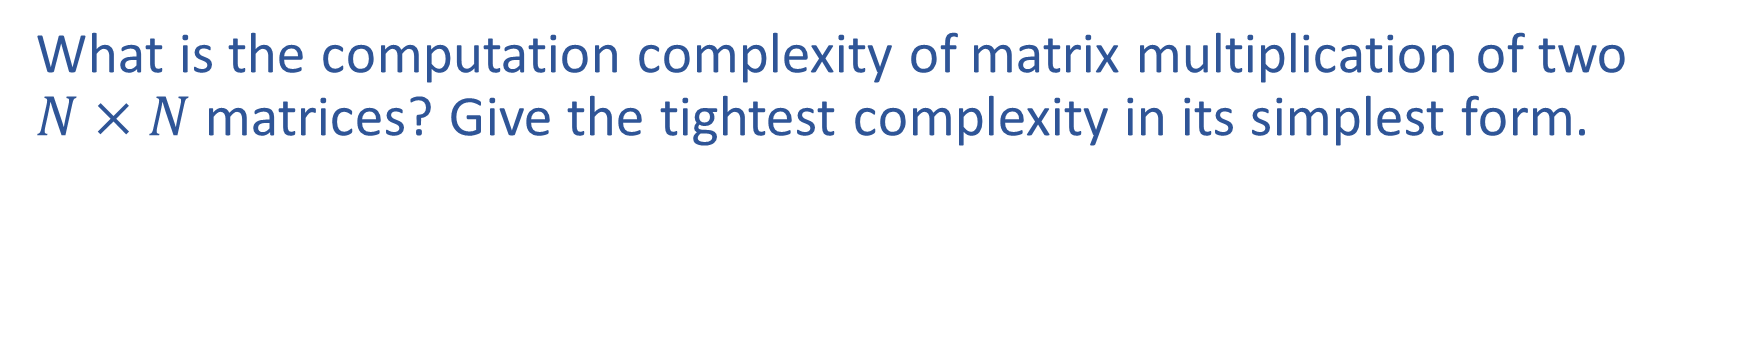 What is the computation complexity of matrix multiplication of two
N × N matrices? Give the tightest complexity in its simplest form.